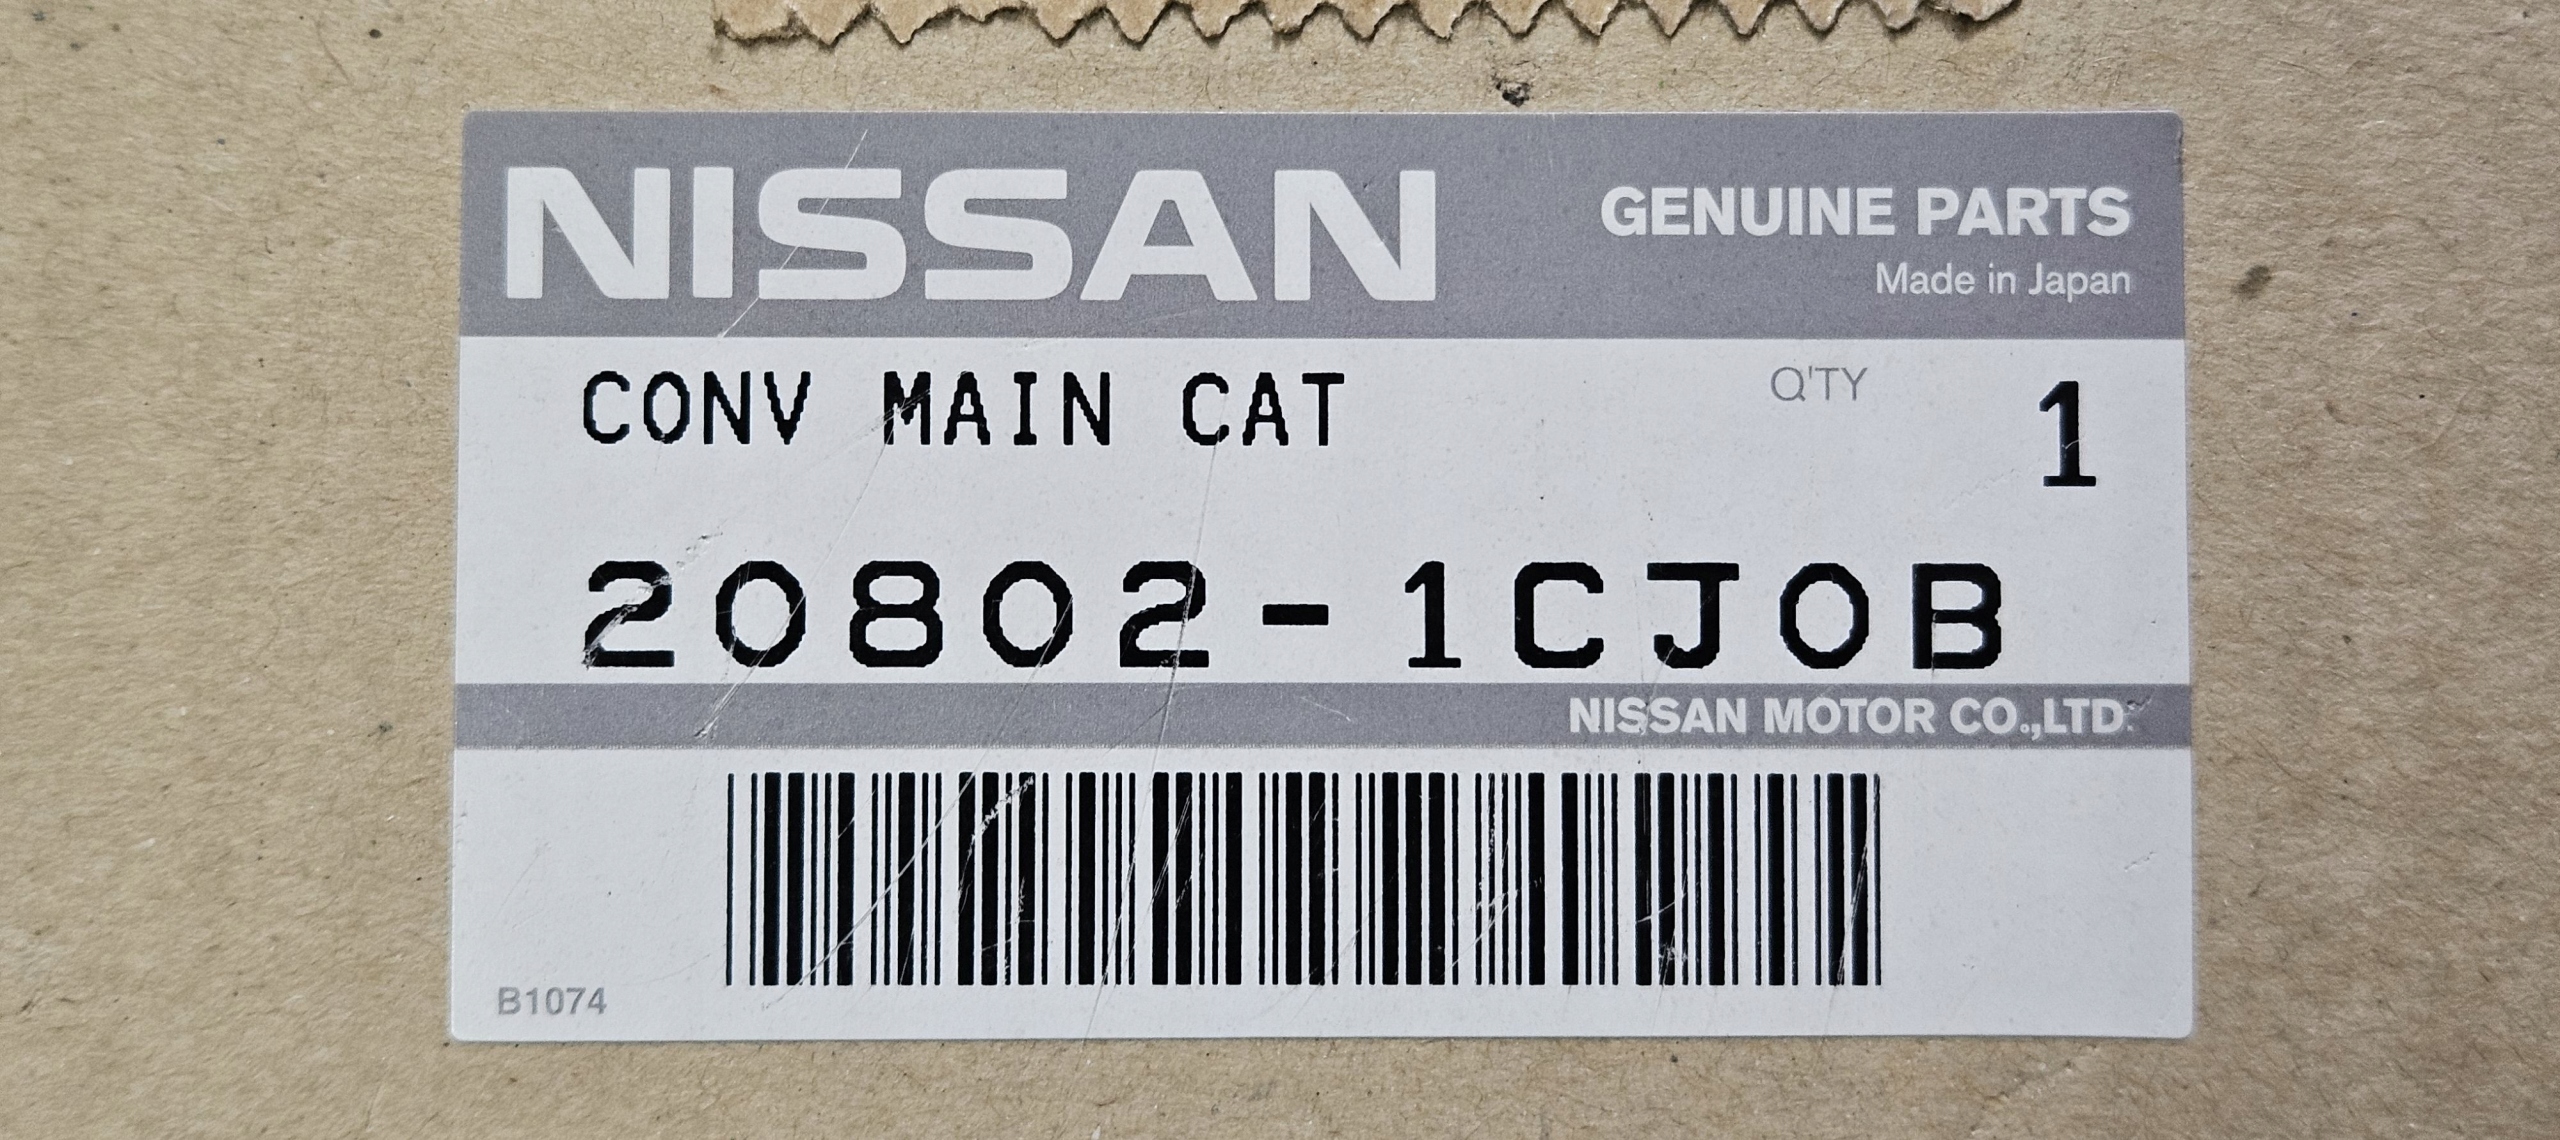 NISSAN
GENUINE PARTS
Made in Japan
CONV MAIN CAT
Q'TY 1
20802-1CJ0B
NISSAN MOTOR CO.,LTD.
B1074